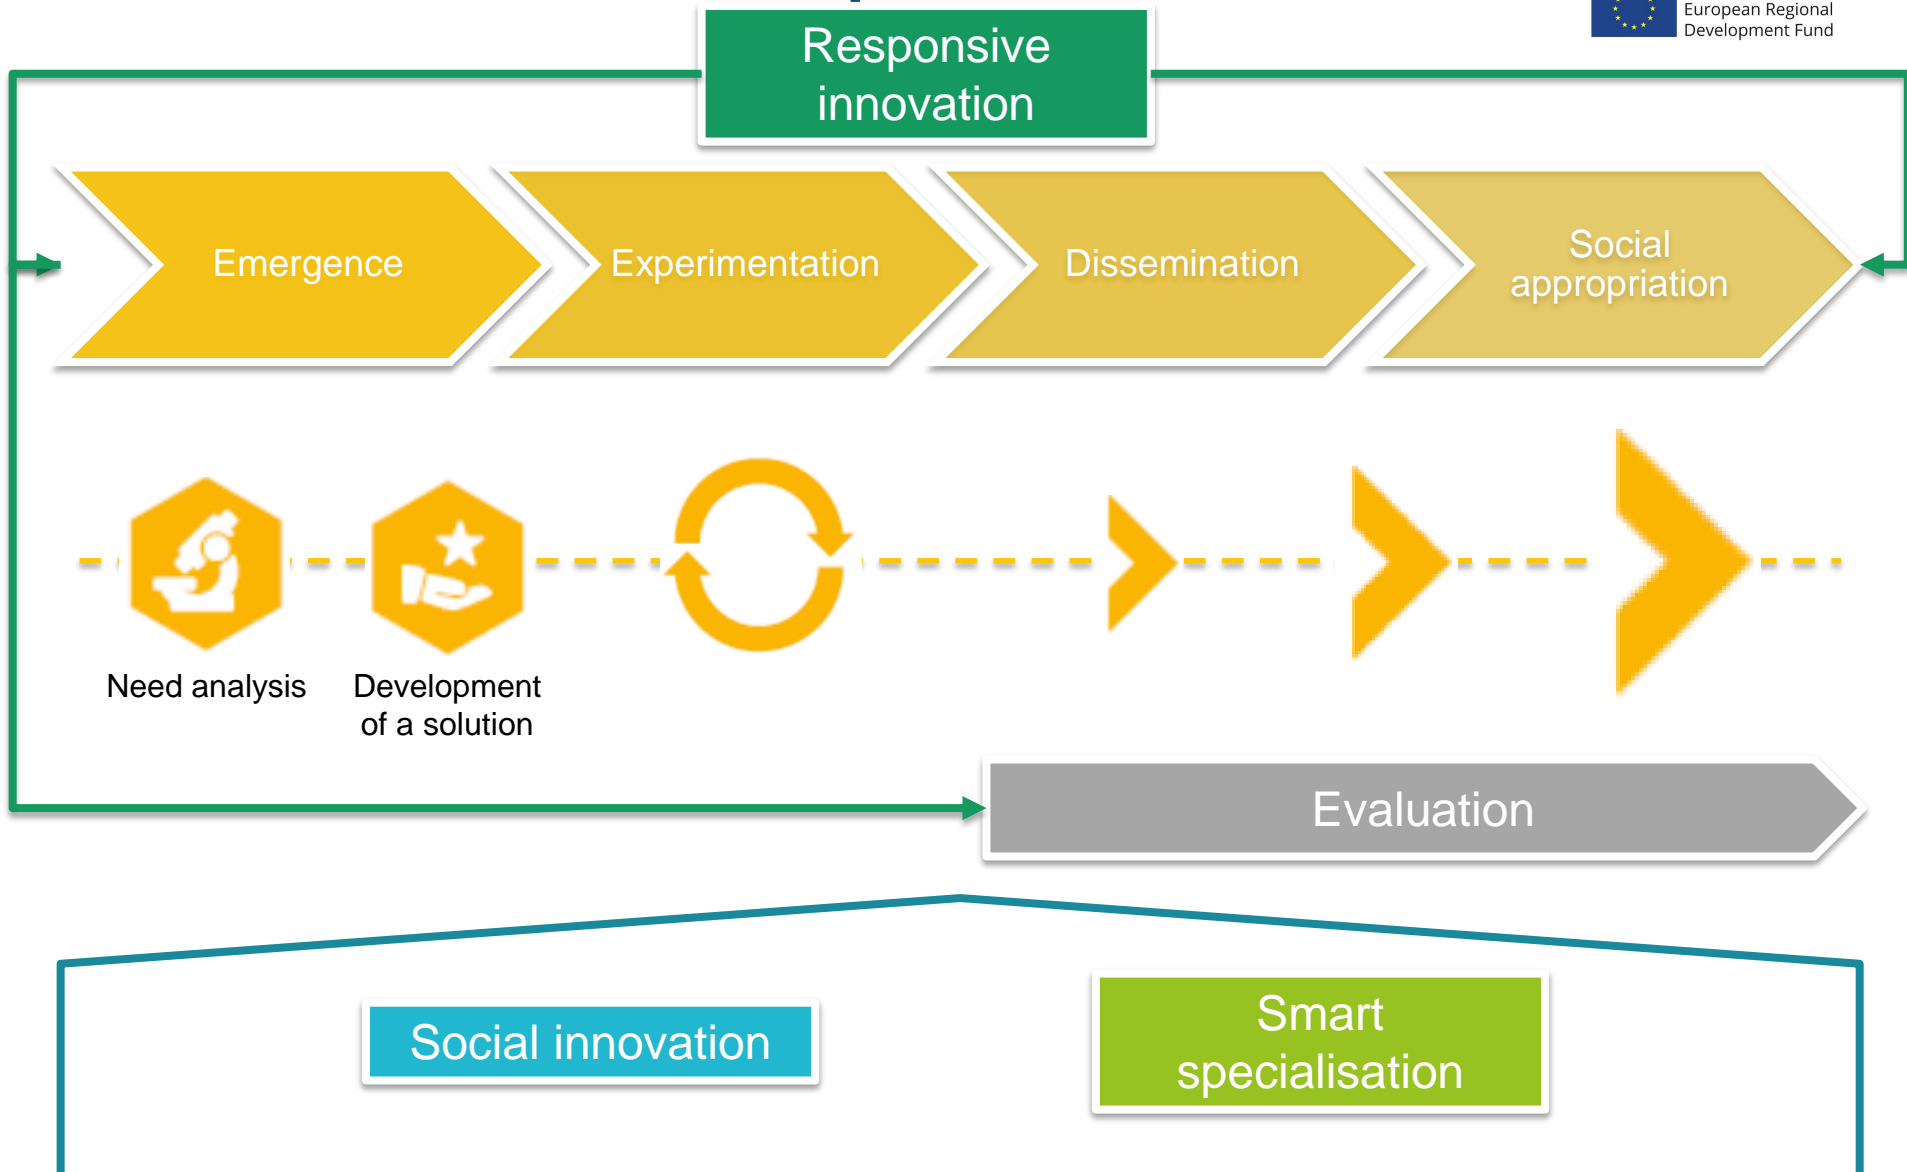 European Regional
Development Fund
Responsive
innovation
Emergence
Experimentation
Dissemination
Social
appropriation
Need analysis
Development
of a solution
Evaluation
Social innovation
Smart
specialisation